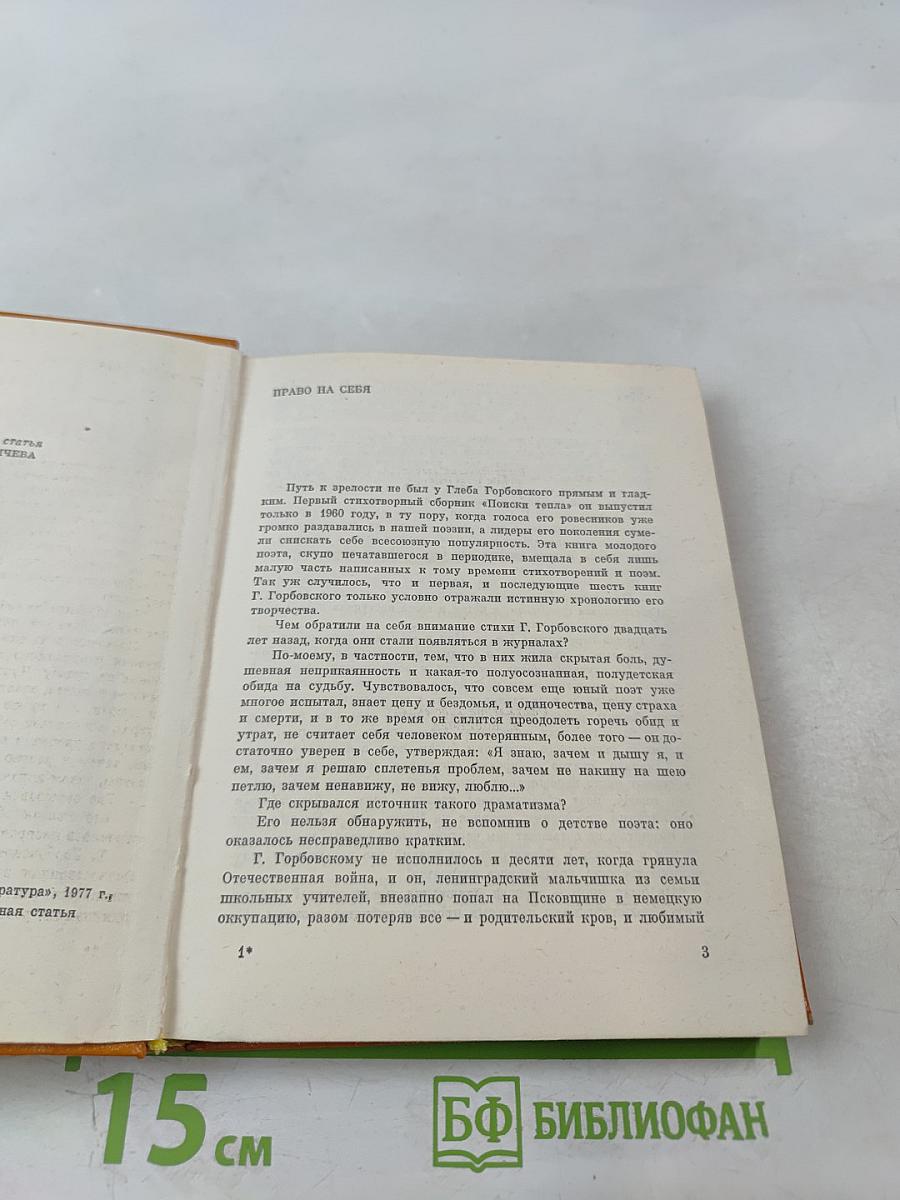 статья
ЧЕВА
ратура», 1977 г.,
ная статья
ПРАВО НА СЕБЯ
Путь к зрелости не был у Глеба Горбовского прямым и глад-
ким. Первый стихотворный сборник «Поиски тепла» он выпустил
только в 1960 году, в ту пору, когда голоса его ровесников уже
громко раздавались в нашей поэзии, а лидеры его поколения суме-
ли снискать себе всесоюзную популярность. Эта книга молодого
поэта, скупо печатавшегося в периодике, вмещала в себя лишь
малую часть написанных к тому времени стихотворений и поэм.
Так уж случилось, что и первая, и последующие шесть книг
Г. Горбовского только условно отражали истинную хронологию его
творчества.
Чем обратили на себя внимание стихи Г. Горбовского двадцать
лет назад, когда они стали появляться в журналах?
По-моему, в частности, тем, что в них жила скрытая боль, ду-
шевная неприкаянность и какая-то полуосознанная, полудетская
обида на судьбу. Чувствовалось, что совсем еще юный поэт уже
многое испытал, знает цену и бездомья, и одиночества, цену страха
и смерти, и в то же время он силится преодолеть горечь обид и
утрат, не считает себя человеком потерянным, более того — он до-
статочно уверен в себе, утверждая: «Я знаю, зачем и дышу я, и
ем, зачем я решаю сплетенья проблем, зачем не накину на шею
петлю, зачем ненавижу, не вижу, люблю...»
Где скрывался источник такого драматизма?
Его нельзя обнаружить, не вспомнив о детстве поэта: оно
оказалось несправедливо кратким.
Г. Горбовскому не исполнилось и десяти лет, когда грянула
Отечественная война, и он, ленинградский мальчишка из семьи
школьных учителей, внезапно попал на Псковщине в немецкую
оккупацию, разом потеряв все — и родительский кров, и любимый
1*
3
15 см
БФ БИБЛИОФАН